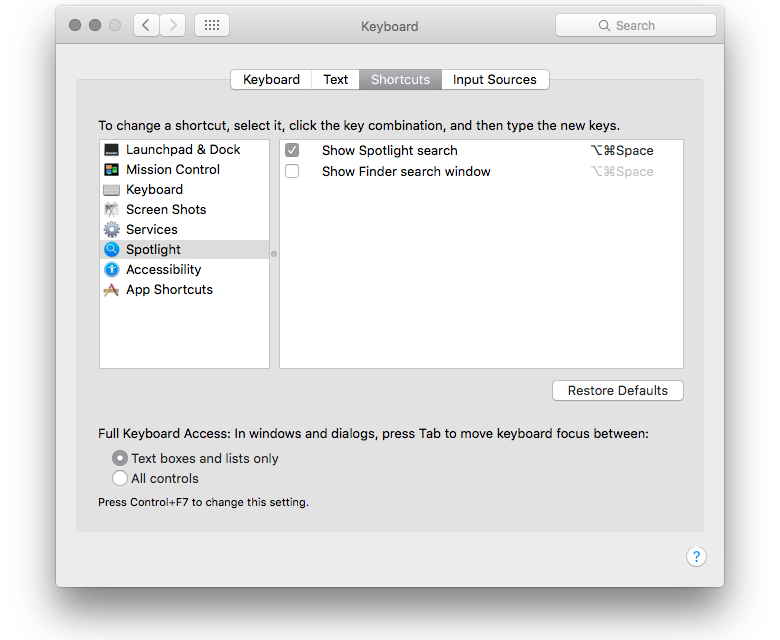 Keyboard
Search
Keyboard Text Shortcuts Input Sources
To change a shortcut, select it, click the key combination, and then type the new keys.
Launchpad & Dock
Mission Control
Keyboard
Screen Shots
Services
Spotlight
Accessibility
App Shortcuts
Show Spotlight search ⌥⌘Space
Show Finder search window ⌥⌘Space
Restore Defaults
Full Keyboard Access: In windows and dialogs, press Tab to move keyboard focus between:
Text boxes and lists only
All controls
Press Control+F7 to change this setting.
?